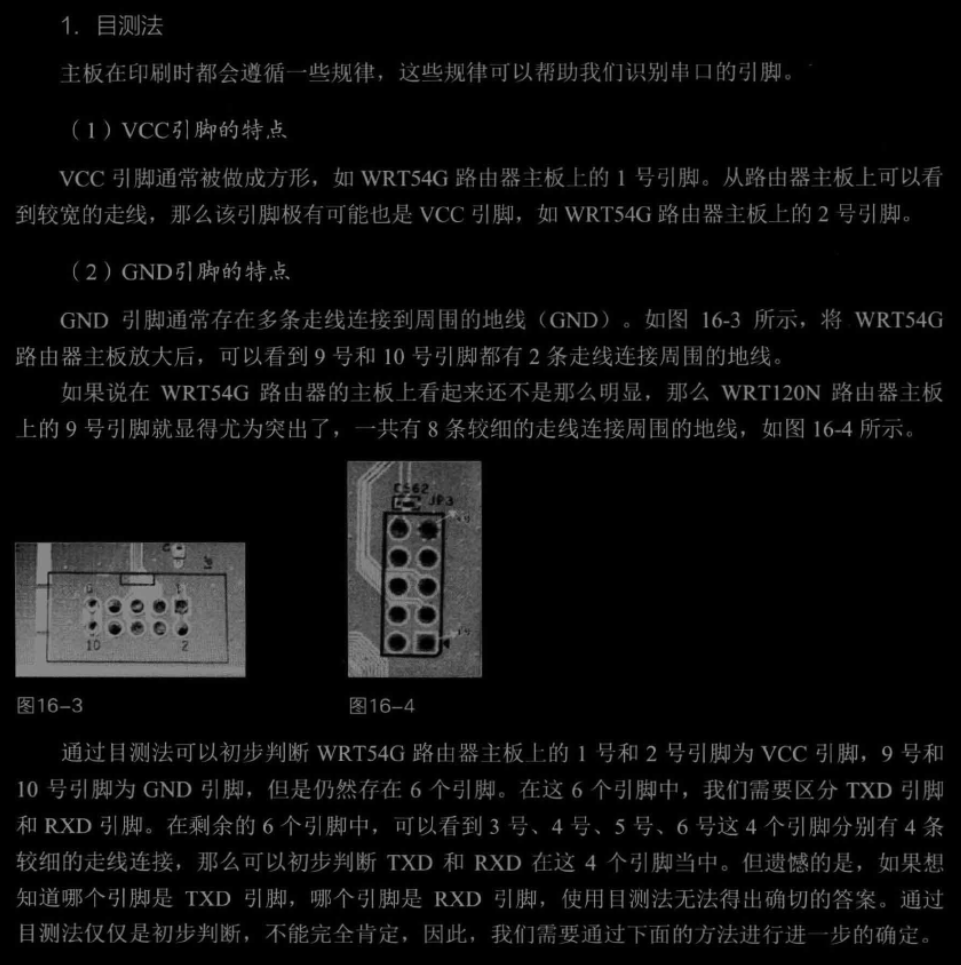 1. 目测法
主板在印刷时都会遵循一些规律，这些规律可以帮助我们识别串口的引脚。
（1）VCC引脚的特点
VCC 引脚通常被做成方形，如 WRT54G 路由器主板上的 1 号引脚。从路由器主板上可以看
到较宽的走线，那么该引脚极有可能也是 VCC 引脚，如 WRT54G 路由器主板上的 2 号引脚。
（2）GND引脚的特点
GND 引脚通常存在多条走线连接到周围的地线（GND）。如图 16-3 所示，将 WRT54G
路由器主板放大后，可以看到 9 号和 10 号引脚都有 2 条走线连接周围的地线。
如果说在 WRT54G 路由器的主板上看起来还不是那么明显，那么 WRT120N 路由器主板
上的 9 号引脚就显得尤为突出了，一共有 8 条较细的走线连接周围的地线，如图 16-4 所示。
C562
JP3
9
1
10
2
图16-3
图16-4
通过目测法可以初步判断 WRT54G 路由器主板上的 1 号和 2 号引脚为 VCC 引脚，9 号和
10 号引脚为 GND 引脚，但是仍然存在 6 个引脚。在这 6 个引脚中，我们需要区分 TXD 引脚
和 RXD 引脚。在剩余的 6 个引脚中，可以看到 3 号、4 号、5 号、6 号这 4 个引脚分别有 4 条
较细的走线连接，那么可以初步判断 TXD 和 RXD 在这 4 个引脚当中。但遗憾的是，如果想
知道哪个引脚是 TXD 引脚，哪个引脚是 RXD 引脚，使用目测法无法得出确切的答案。通过
目测法仅仅是初步判断，不能完全肯定，因此，我们需要通过下面的方法进行进一步的确定。